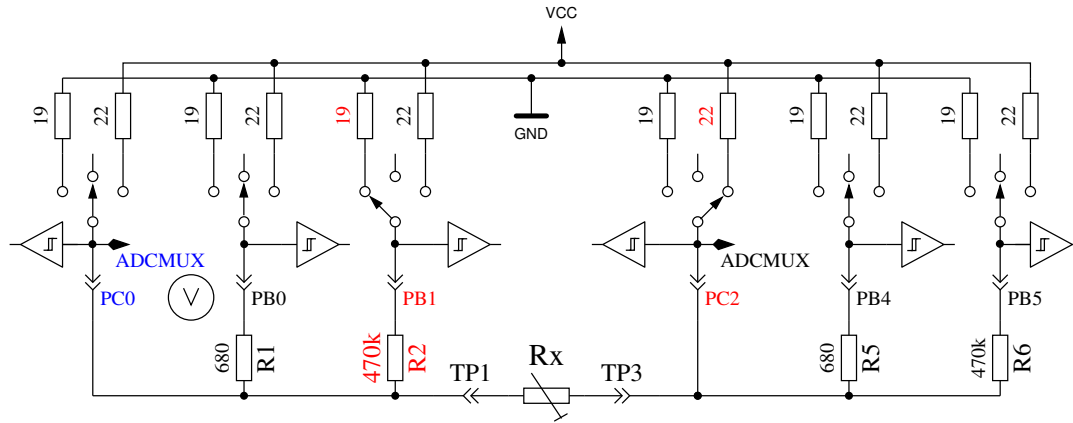 VCC
19
22
19
22
19
22
GND
19
22
19
22
19
22
ADCMUX
V
ADCMUX
PC0
PB0
PB1
PC2
PB4
PB5
680
R1
470k
R2
TP1
Rx
TP3
680
R5
470k
R6